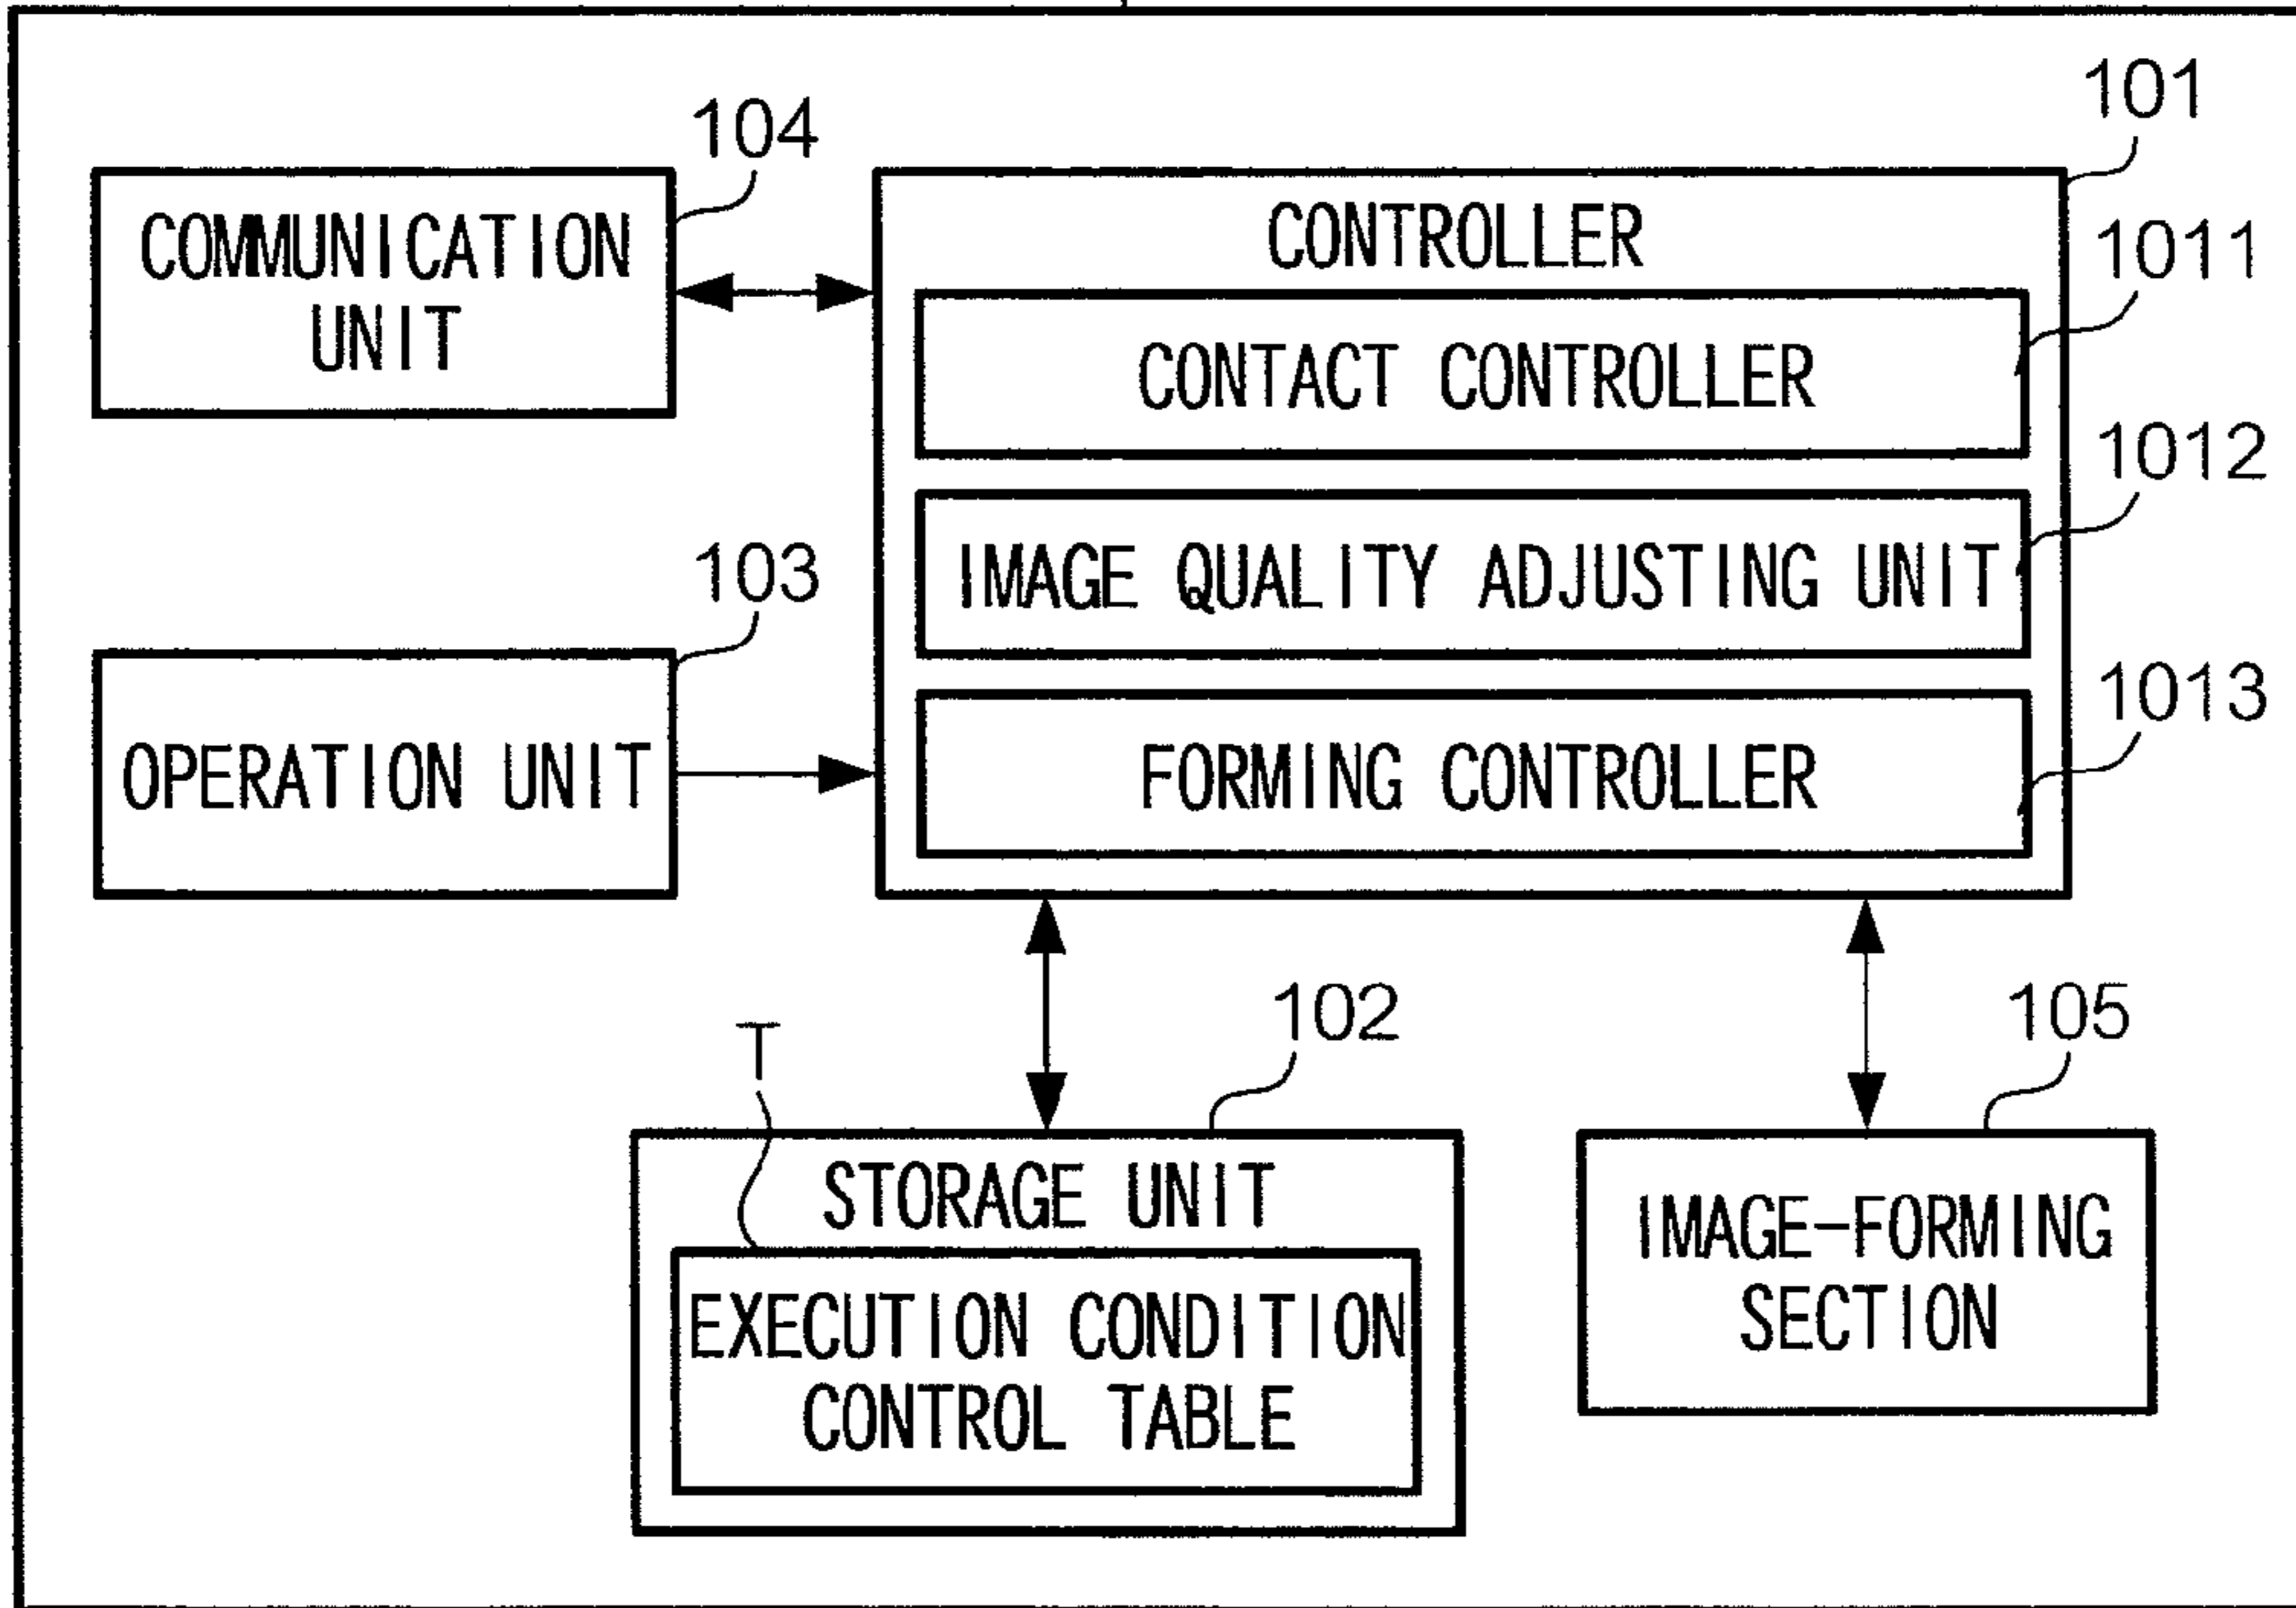 101
104
COMMUNICATION
UNIT
CONTROLLER
1011
CONTACT CONTROLLER
1012
IMAGE QUALITY ADJUSTING UNIT
103
OPERATION UNIT
1013
FORMING CONTROLLER
T
102
105
STORAGE UNIT
EXECUTION CONDITION
CONTROL TABLE
IMAGE-FORMING
SECTION